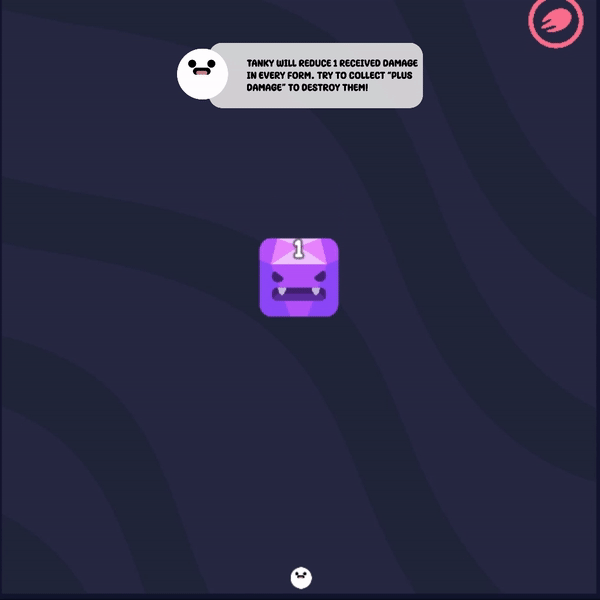 TANKY WILL REDUCE 1 RECEIVED DAMAGE
IN EVERY FORM. TRY TO COLLECT "PLUS
DAMAGE" TO DESTROY THEM!
1